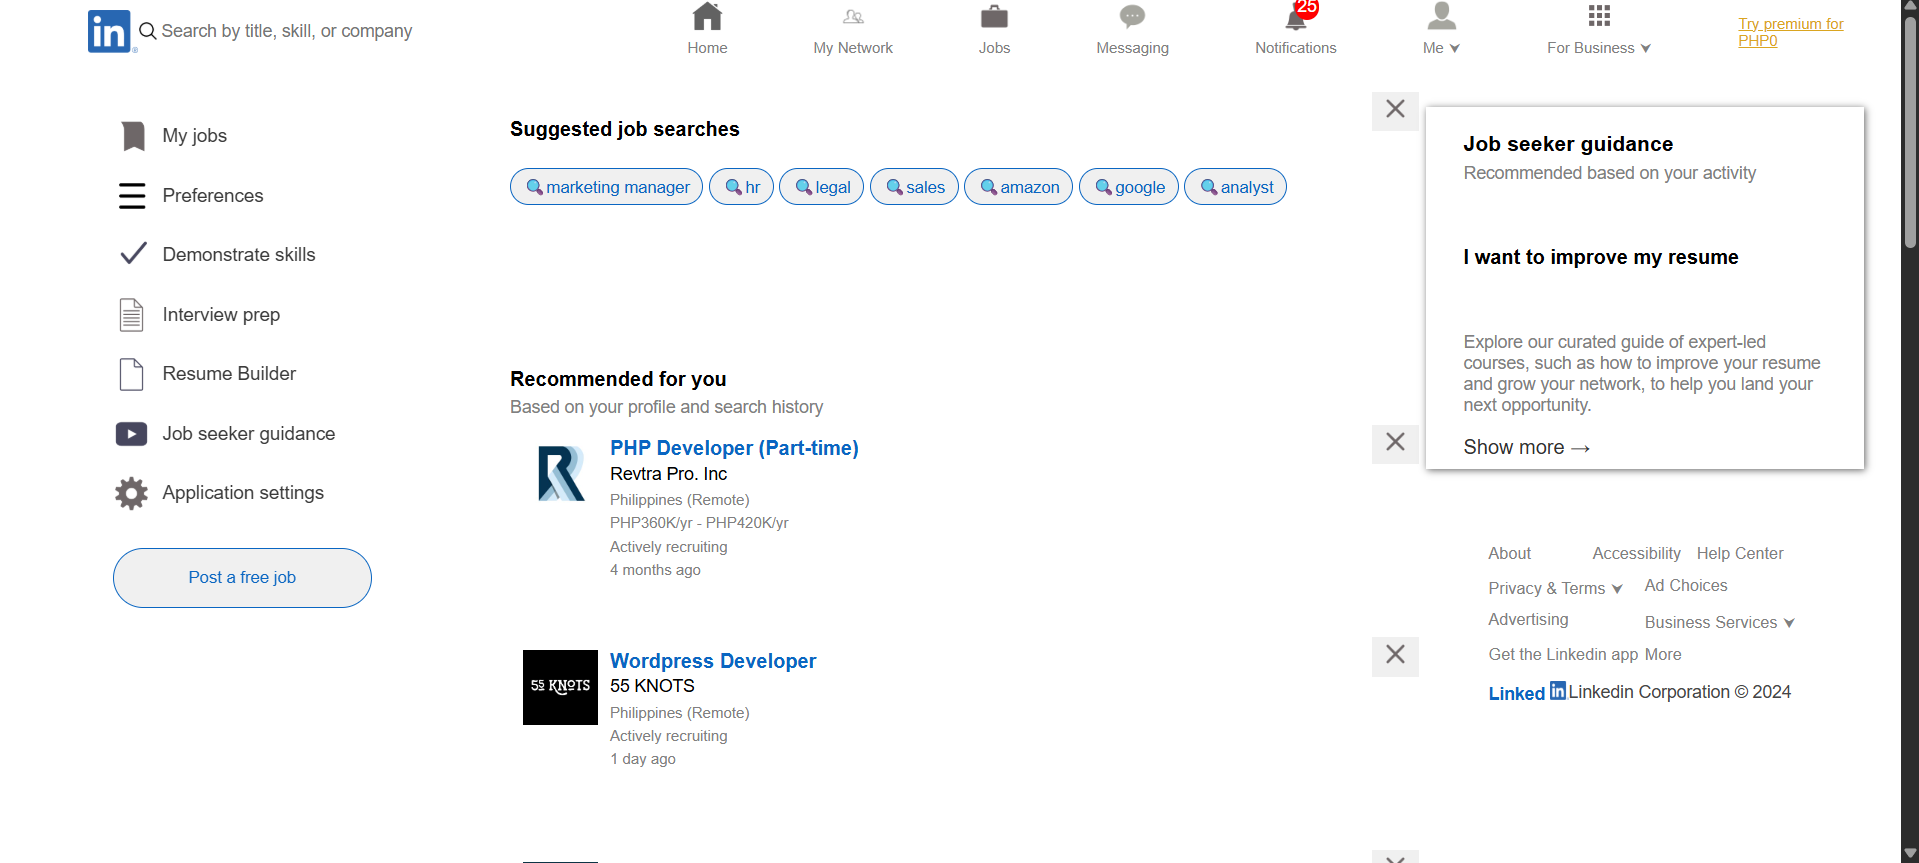 in
Search by title, skill, or company
Home
My Network
Jobs
Messaging
25
Notifications
Me
For Business
Try premium for
PHP0
My jobs
Preferences
Demonstrate skills
Interview prep
Resume Builder
Job seeker guidance
Application settings
Post a free job
Suggested job searches
marketing manager
hr
legal
sales
amazon
google
analyst
Recommended for you
Based on your profile and search history
PHP Developer (Part-time)
Revtra Pro. Inc
Philippines (Remote)
PHP360K/yr - PHP420K/yr
Actively recruiting
4 months ago
55 KNOTS
Wordpress Developer
55 KNOTS
Philippines (Remote)
Actively recruiting
1 day ago
Job seeker guidance
Recommended based on your activity
I want to improve my resume
Explore our curated guide of expert-led
courses, such as how to improve your resume
and grow your network, to help you land your
next opportunity.
Show more →
About Accessibility Help Center
Privacy & Terms Ad Choices
Advertising Business Services
Get the Linkedin app More
Linked in Linkedin Corporation © 2024